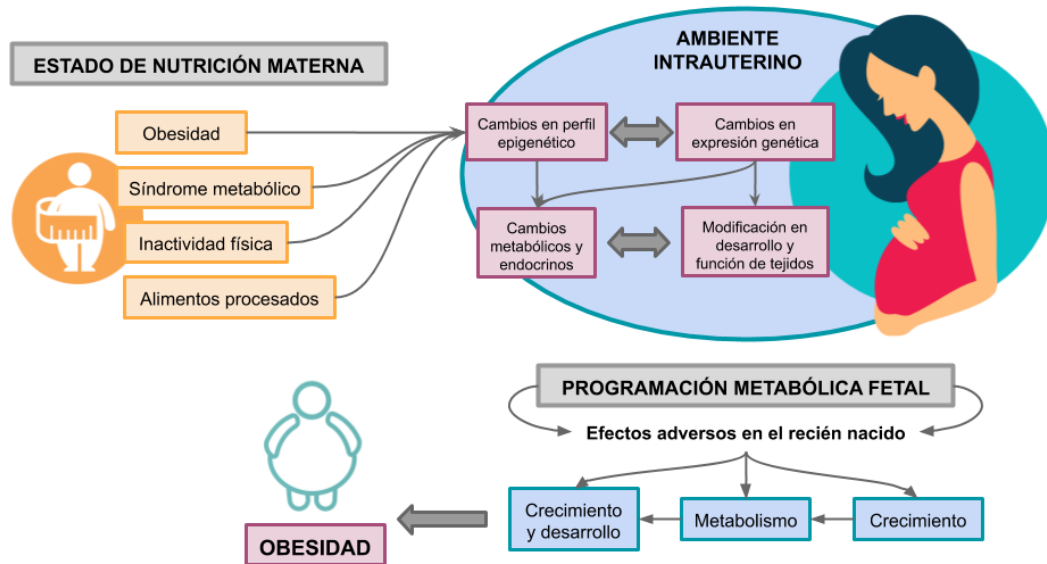 ESTADO DE NUTRICIÓN MATERNA
Obesidad
Síndrome metabólico
Inactividad física
Alimentos procesados
AMBIENTE
INTRAUTERINO
Cambios en perfil
epigenético
Cambios en
expresión genética
Cambios
metabólicos y
endocrinos
Modificación en
desarrollo y
función de tejidos
PROGRAMACIÓN METABÓLICA FETAL
Efectos adversos en el recién nacido
Crecimiento
y desarrollo
Metabolismo
Crecimiento
OBESIDAD